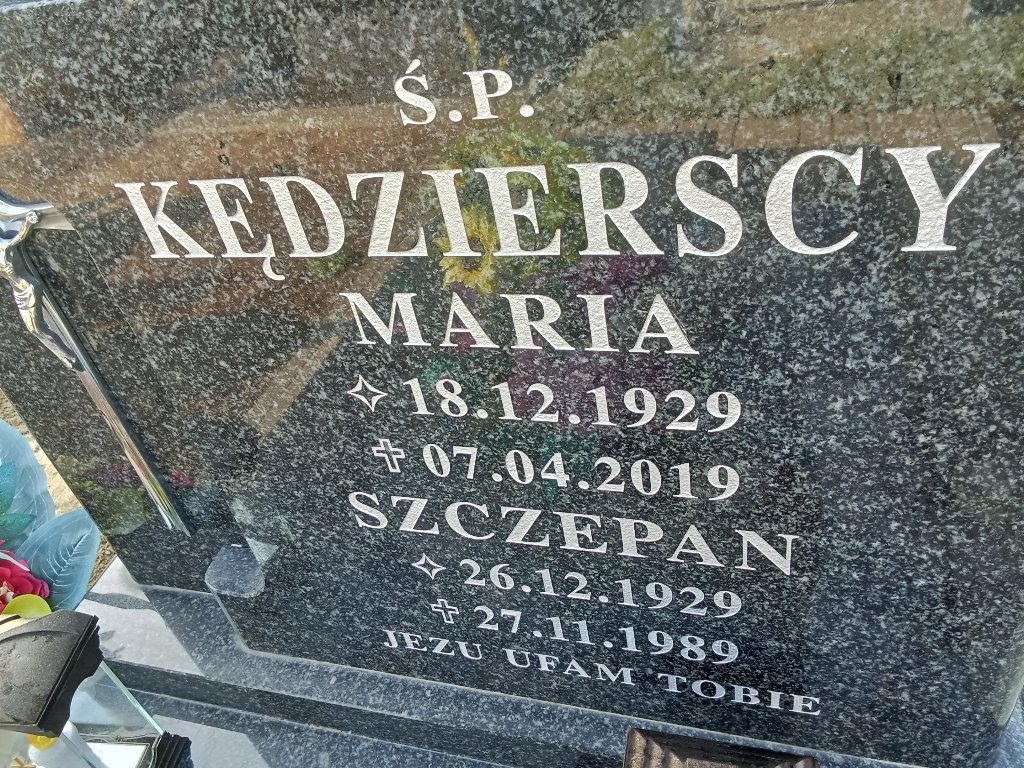 Ś.P.
KĘDZIERSCY
MARIA
18.12.1929
07.04.2019
SZCZEPAN
26.12.1929
27.11.1989
JEZU UFAM TOBIE